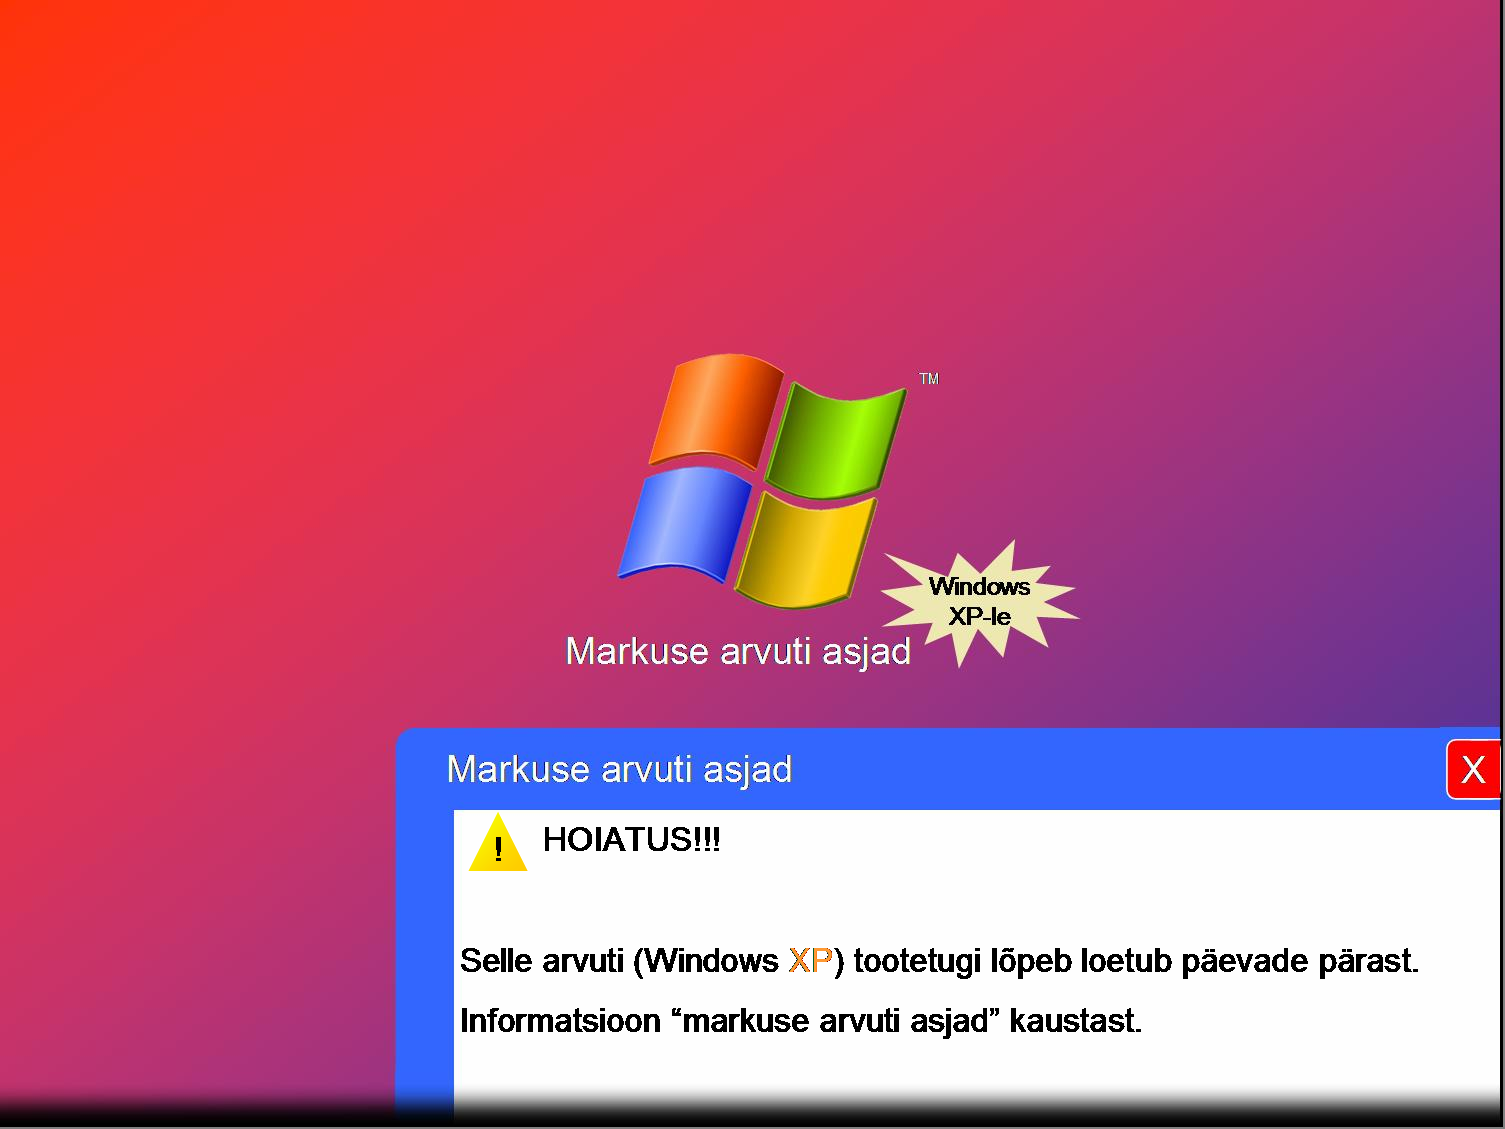 TM
Windows
XP-le
Markuse arvuti asjad
Markuse arvuti asjad
X
!
HOIATUS!!!
Selle arvuti (Windows XP) tootetugi lõpeb loetub päevade pärast.
Informatsioon “markuse arvuti asjad” kaustast.